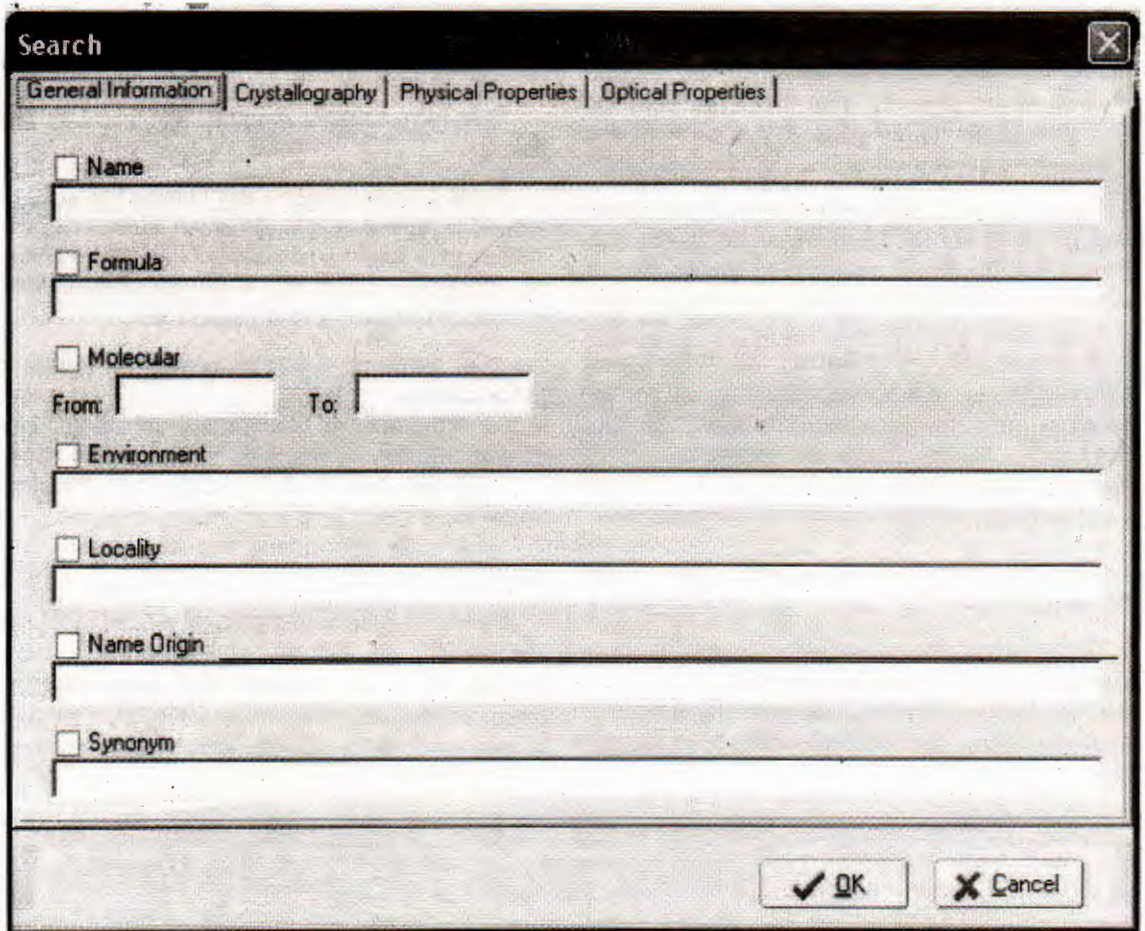 Search
General Information Crystallography Physical Properties Optical Properties
Name
Formula
Molecular
From: To:
Environment
Locality
Name Origin
Synonym
OK Cancel